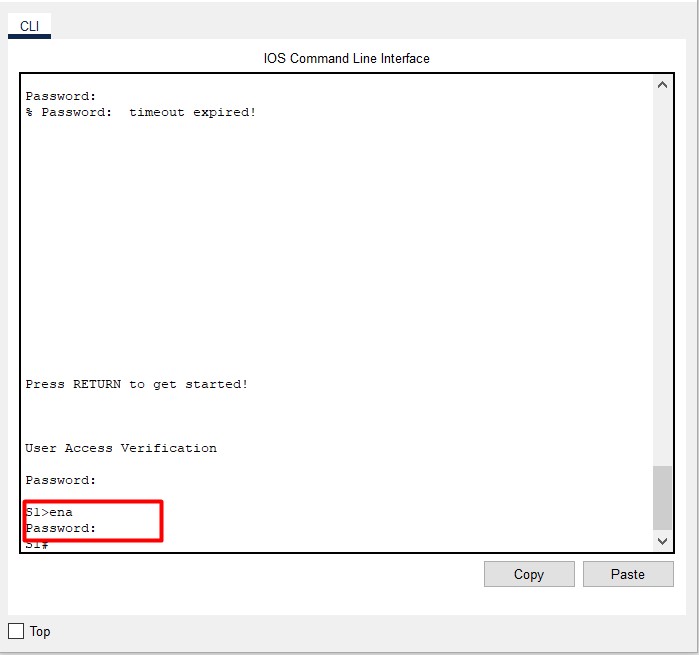 CLI
IOS Command Line Interface
Password:
% Password:  timeout expired!
Press RETURN to get started!
User Access Verification
Password:
S1>ena
Password:
S1#
Copy
Paste
Top